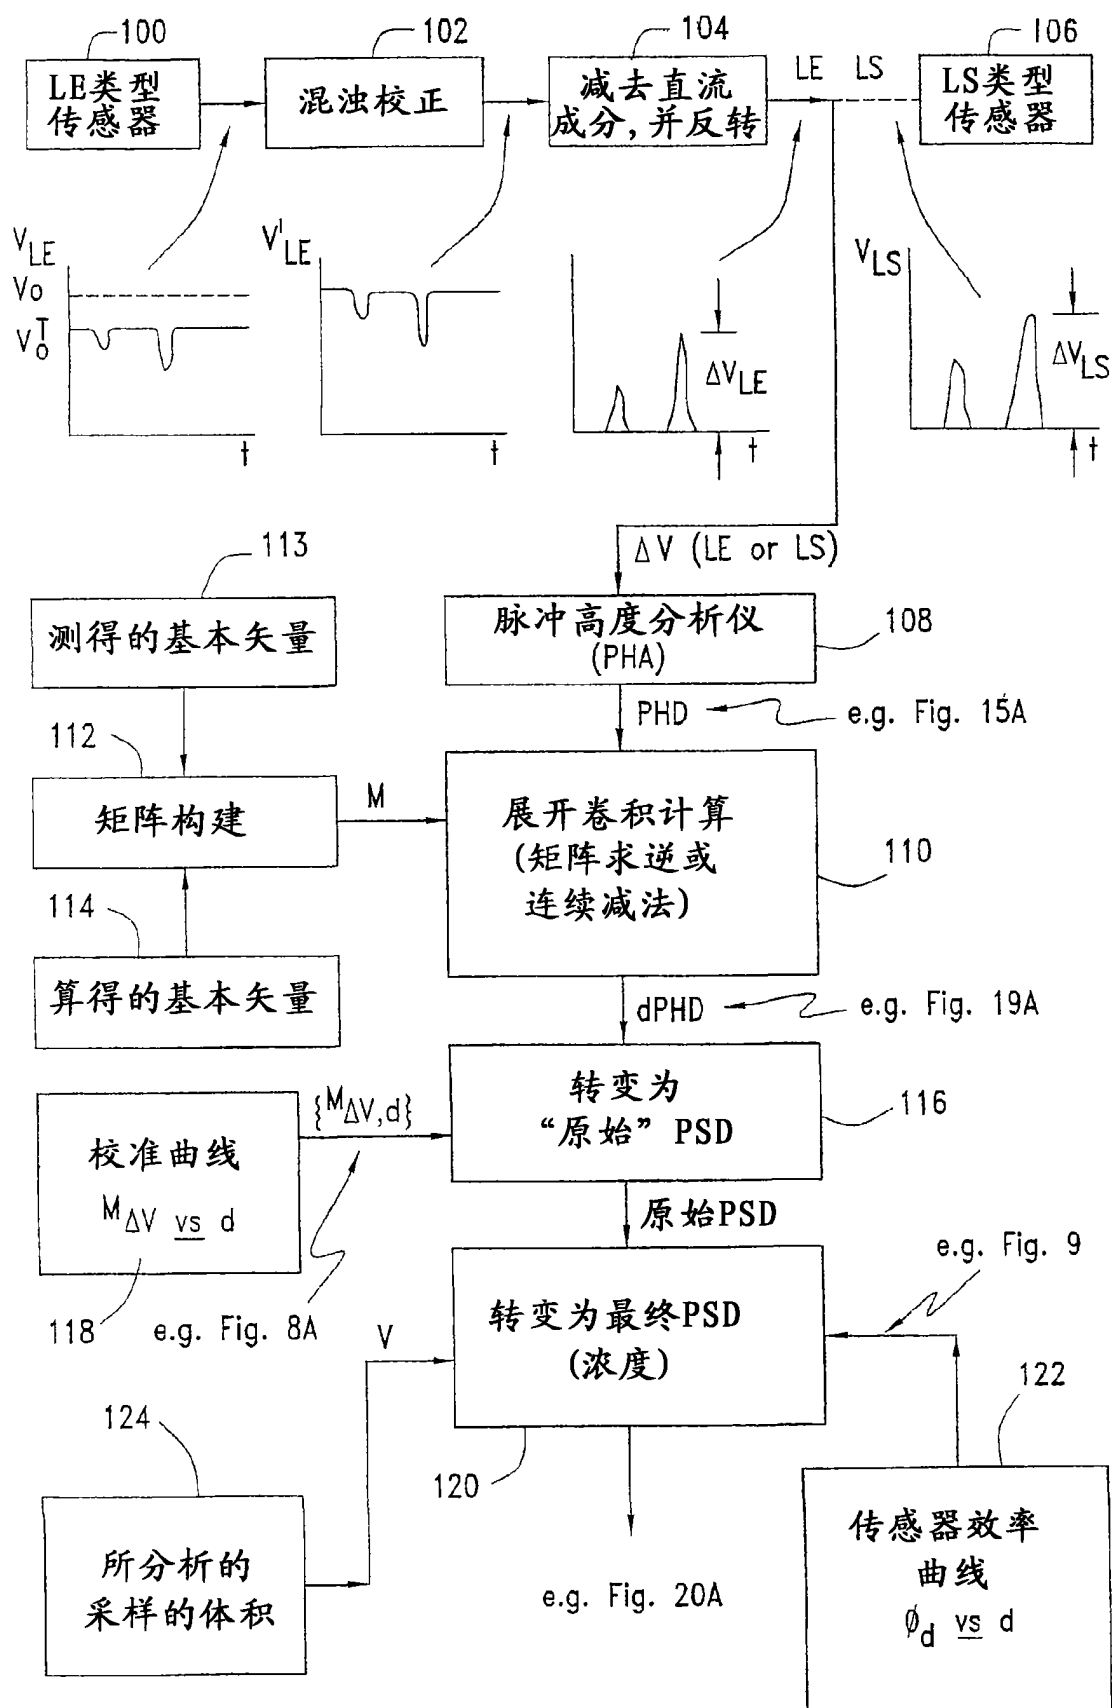 100
102
104
106
LE类型
传感器
混浊校正
减去直流
成分,并反转
LE LS
LS类型
传感器
V_LE
V_0
V_0^T
t
V'_LE
t
ΔV_LE
t
V_LS
ΔV_LS
t
ΔV (LE or LS)
113
测得的基本矢量
脉冲高度分析仪
(PHA)
108
PHD
e.g. Fig. 15A
112
矩阵构建
M
展开卷积计算
(矩阵求逆或
连续减法)
110
114
算得的基本矢量
dPHD
e.g. Fig. 19A
转变为
“原始” PSD
116
{M_ΔV,d}
校准曲线
M_ΔV vs d
118
e.g. Fig. 8A
原始PSD
e.g. Fig. 9
转变为最终PSD
(浓度)
V
120
122
124
所分析的
采样的体积
传感器效率
曲线
ø_d vs d
e.g. Fig. 20A